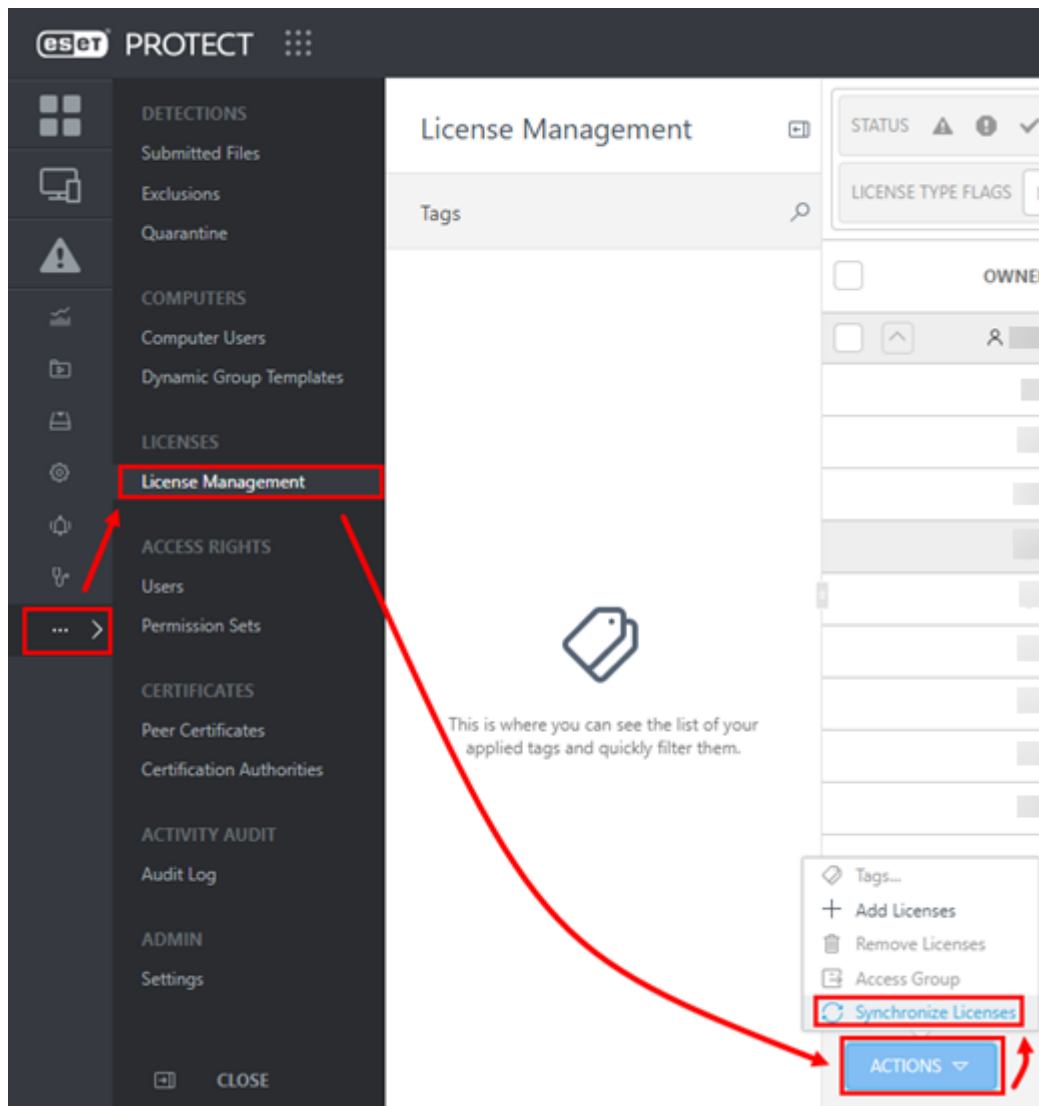 eset PROTECT
DETECTIONS
Submitted Files
Exclusions
Quarantine
COMPUTERS
Computer Users
Dynamic Group Templates
LICENSES
License Management
ACCESS RIGHTS
Users
Permission Sets
CERTIFICATES
Peer Certificates
Certification Authorities
ACTIVITY AUDIT
Audit Log
ADMIN
Settings
CLOSE
License Management
Tags
This is where you can see the list of your
applied tags and quickly filter them.
STATUS
LICENSE TYPE FLAGS
Tags...
Add Licenses
Remove Licenses
Access Group
Synchronize Licenses
ACTIONS